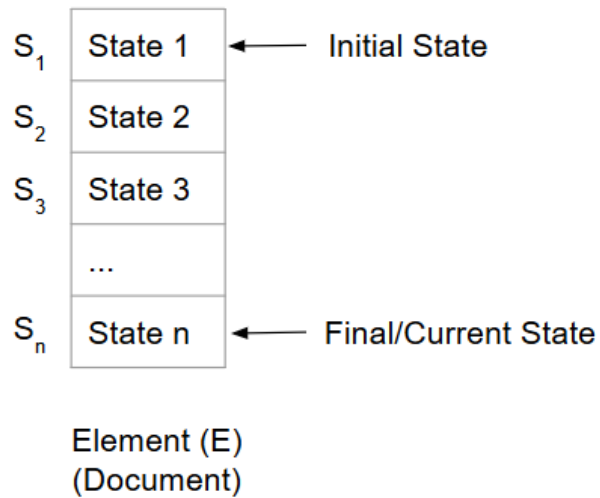 S1 State 1 Initial State
S2 State 2
S3 State 3
...
Sn State n Final/Current State
Element (E)
(Document)